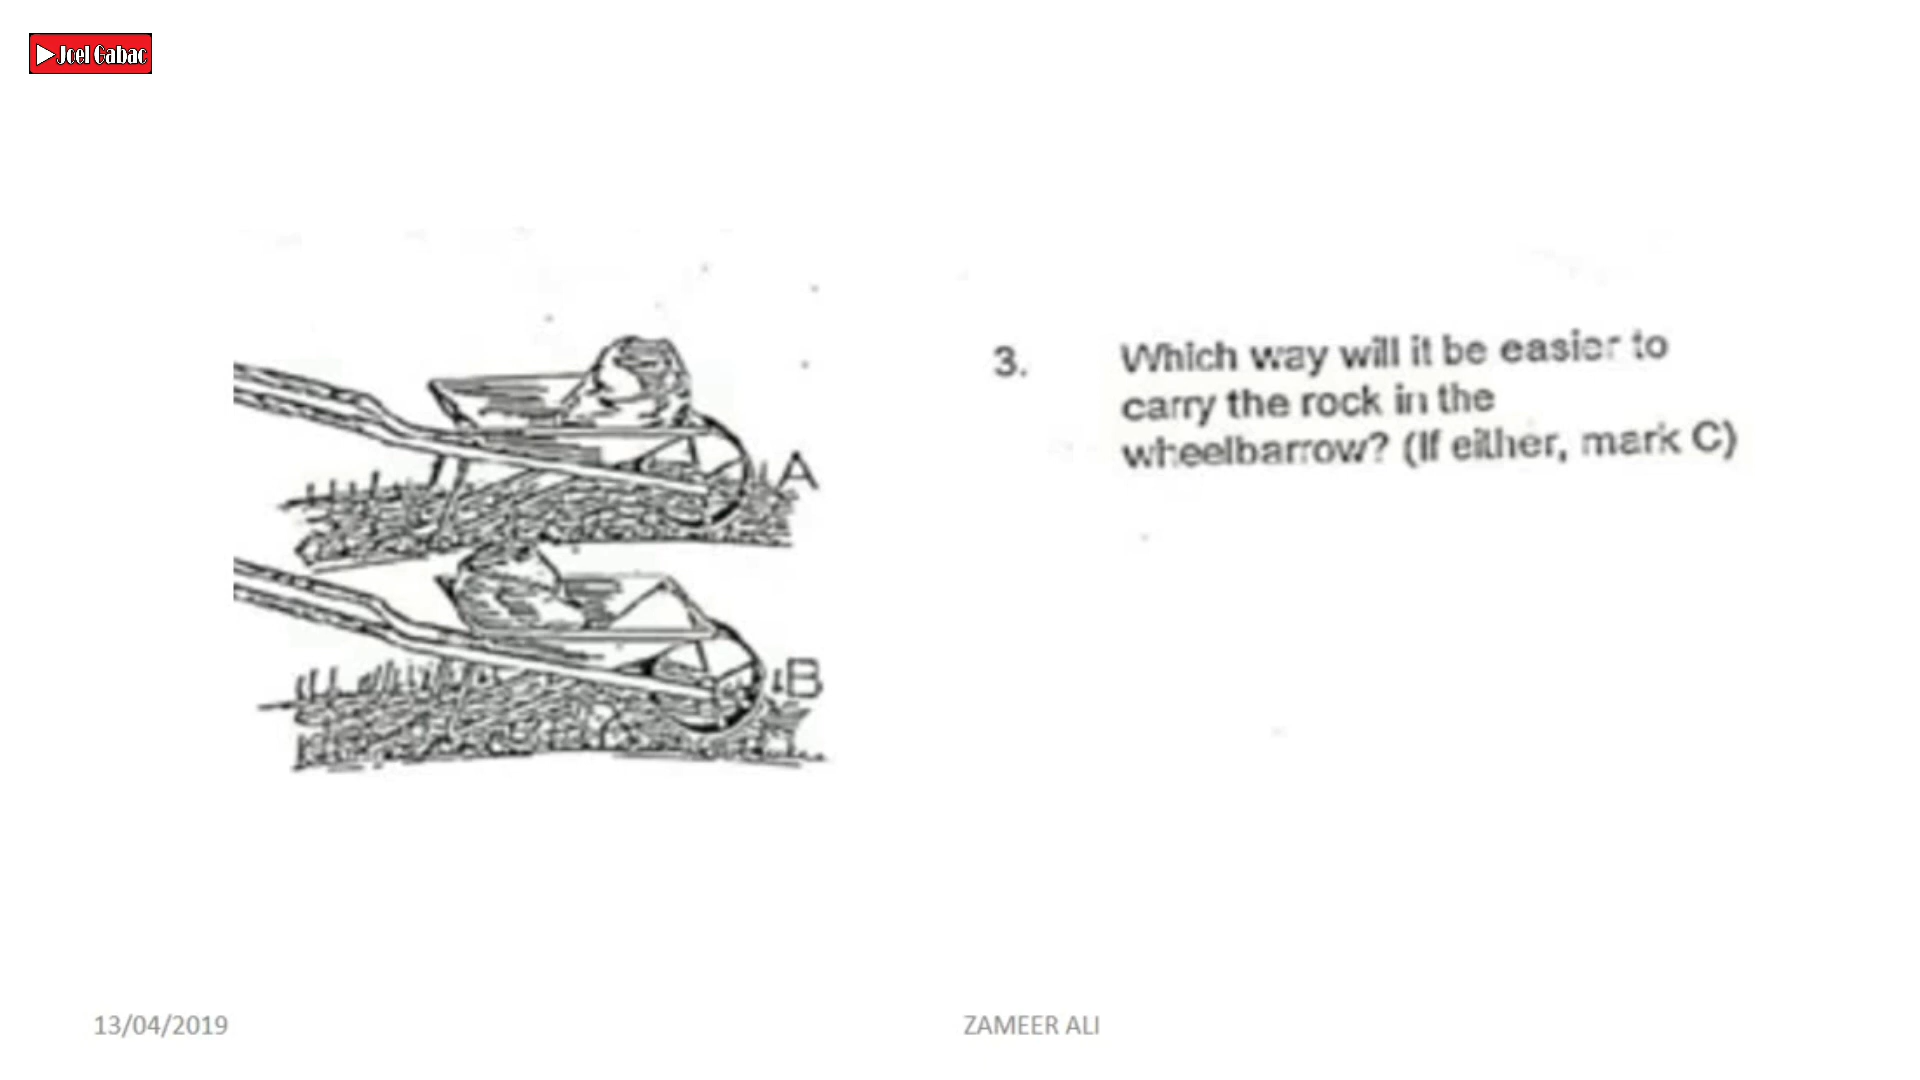 Joel Gabac
A
B
3.
Which way will it be easier to
carry the rock in the
wheelbarrow? (If either, mark C)
13/04/2019
ZAMEER ALI